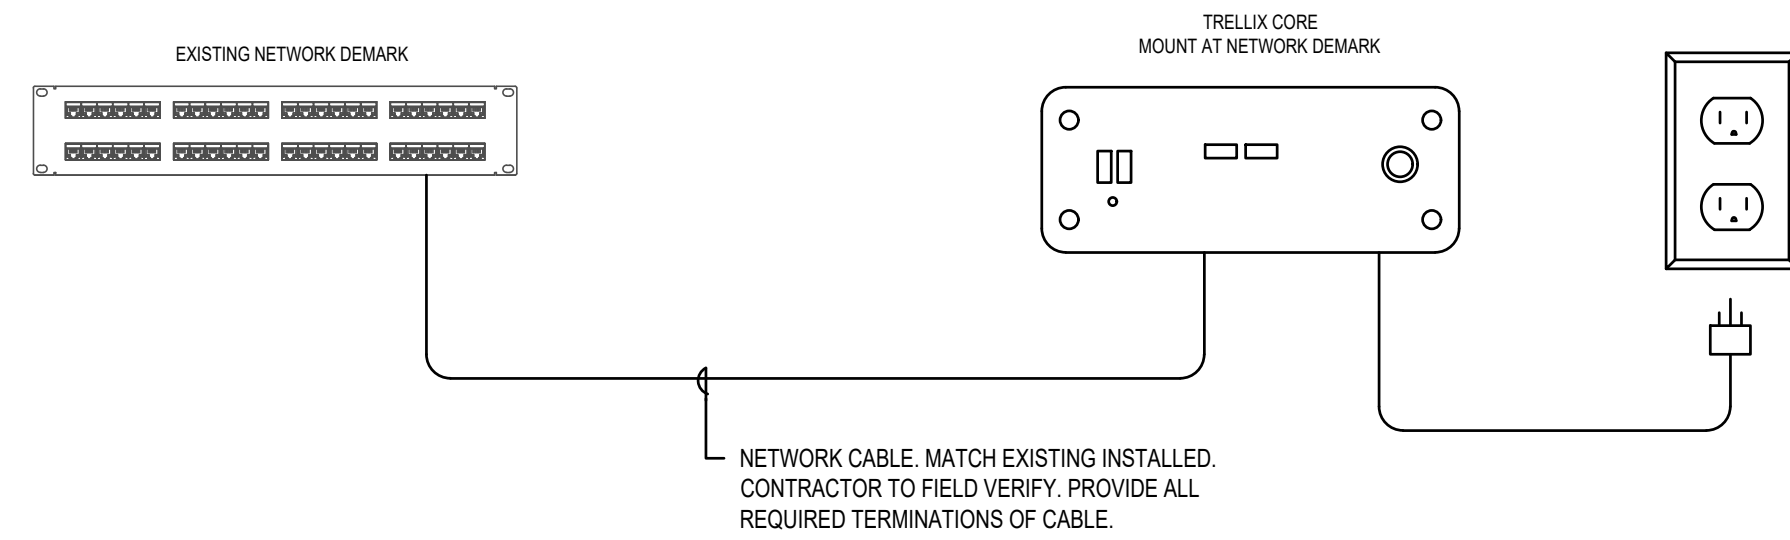 EXISTING NETWORK DEMARK
TRELLIX CORE
MOUNT AT NETWORK DEMARK
NETWORK CABLE. MATCH EXISTING INSTALLED.
CONTRACTOR TO FIELD VERIFY. PROVIDE ALL
REQUIRED TERMINATIONS OF CABLE.